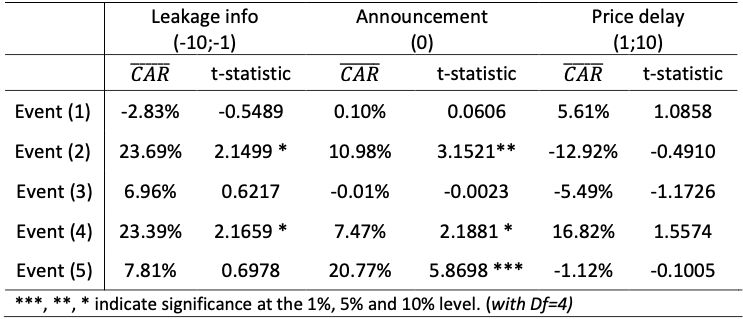 Leakage info Announcement Price delay
(-10;-1) (0) (1;10)
CAR t-statistic CAR t-statistic CAR t-statistic
Event (1) -2.83% -0.5489 0.10% 0.0606 5.61% 1.0858
Event (2) 23.69% 2.1499 * 10.98% 3.1521** -12.92% -0.4910
Event (3) 6.96% 0.6217 -0.01% -0.0023 -5.49% -1.1726
Event (4) 23.39% 2.1659 * 7.47% 2.1881 * 16.82% 1.5574
Event (5) 7.81% 0.6978 20.77% 5.8698 *** -1.12% -0.1005
***, **, * indicate significance at the 1%, 5% and 10% level. (with Df=4)